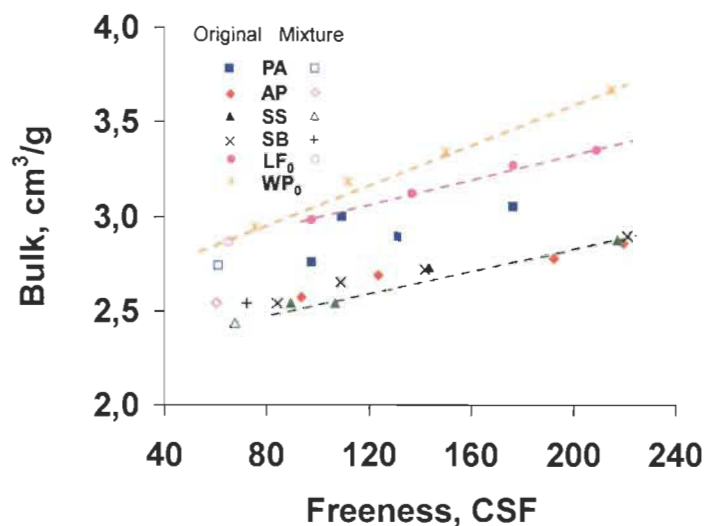 4,0
3,5
3,0
2,5
2,0
Bulk, cm³/g
Original Mixture
PA
AP
SS
SB
LF₀
WP₀
40 80 120 160 200 240
Freeness, CSF